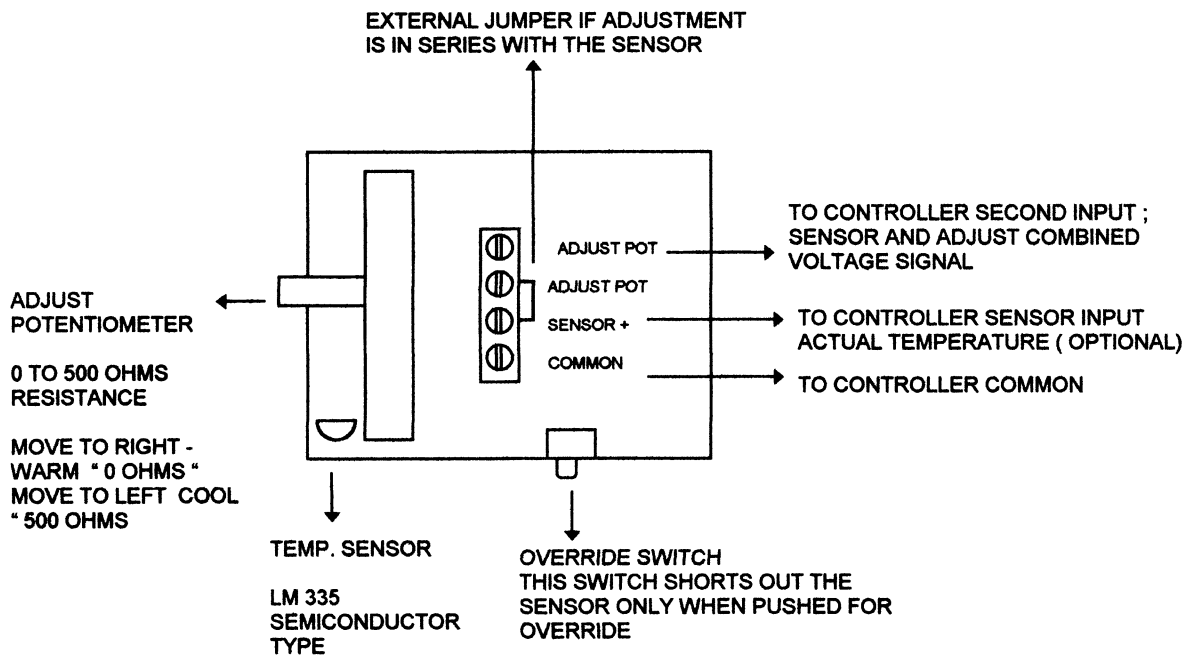 EXTERNAL JUMPER IF ADJUSTMENT
IS IN SERIES WITH THE SENSOR
ADJUST POT
ADJUST POT
SENSOR +
COMMON
TO CONTROLLER SECOND INPUT ;
SENSOR AND ADJUST COMBINED
VOLTAGE SIGNAL
TO CONTROLLER SENSOR INPUT
ACTUAL TEMPERATURE ( OPTIONAL)
TO CONTROLLER COMMON
ADJUST
POTENTIOMETER
0 TO 500 OHMS
RESISTANCE
MOVE TO RIGHT -
WARM " 0 OHMS "
MOVE TO LEFT COOL
" 500 OHMS
TEMP. SENSOR
LM 335
SEMICONDUCTOR
TYPE
OVERRIDE SWITCH
THIS SWITCH SHORTS OUT THE
SENSOR ONLY WHEN PUSHED FOR
OVERRIDE